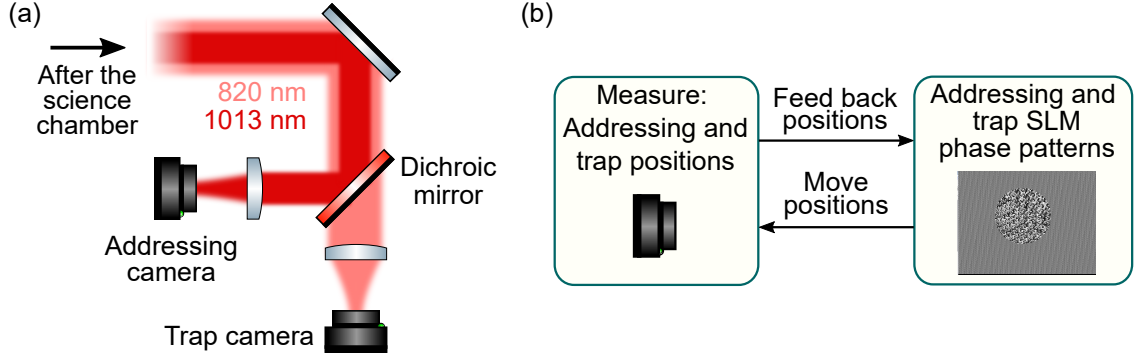 (a)
After the
science
chamber
820 nm
1013 nm
Dichroic
mirror
Addressing
camera
Trap camera
(b)
Measure:
Addressing and
trap positions
Feed back
positions
Move
positions
Addressing and
trap SLM
phase patterns